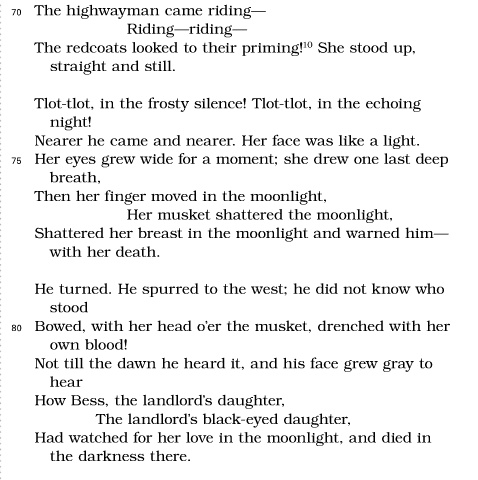 70 The highwayman came riding—
Riding—riding—
The redcoats looked to their priming!10 She stood up,
straight and still.
Tlot-tlot, in the frosty silence! Tlot-tlot, in the echoing
night!
Nearer he came and nearer. Her face was like a light.
75 Her eyes grew wide for a moment; she drew one last deep
breath,
Then her finger moved in the moonlight,
Her musket shattered the moonlight,
Shattered her breast in the moonlight and warned him—
with her death.
He turned. He spurred to the west; he did not know who
stood
80 Bowed, with her head o'er the musket, drenched with her
own blood!
Not till the dawn he heard it, and his face grew gray to
hear
How Bess, the landlord's daughter,
The landlord's black-eyed daughter,
Had watched for her love in the moonlight, and died in
the darkness there.